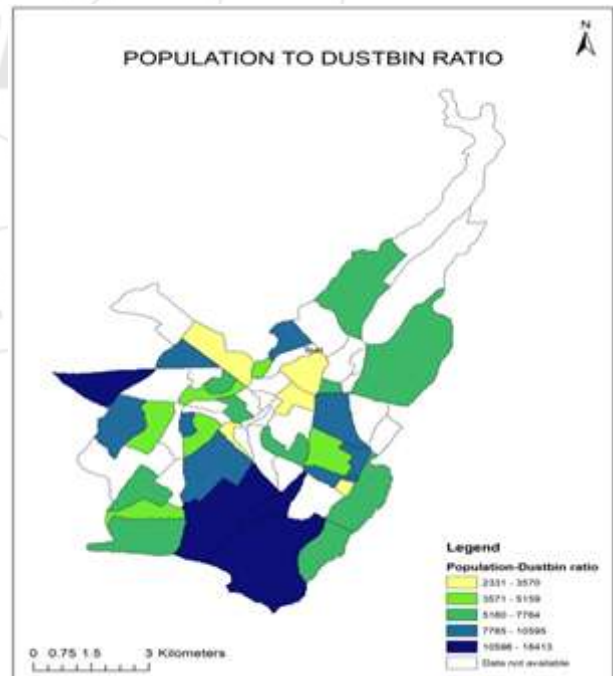 N
POPULATION TO DUSTBIN RATIO
Legend
Population-Dustbin ratio
2331 - 3570
3571 - 5159
5160 - 7764
7765 - 10595
10596 - 18413
Data not available
0 0.75 1.5 3 Kilometers